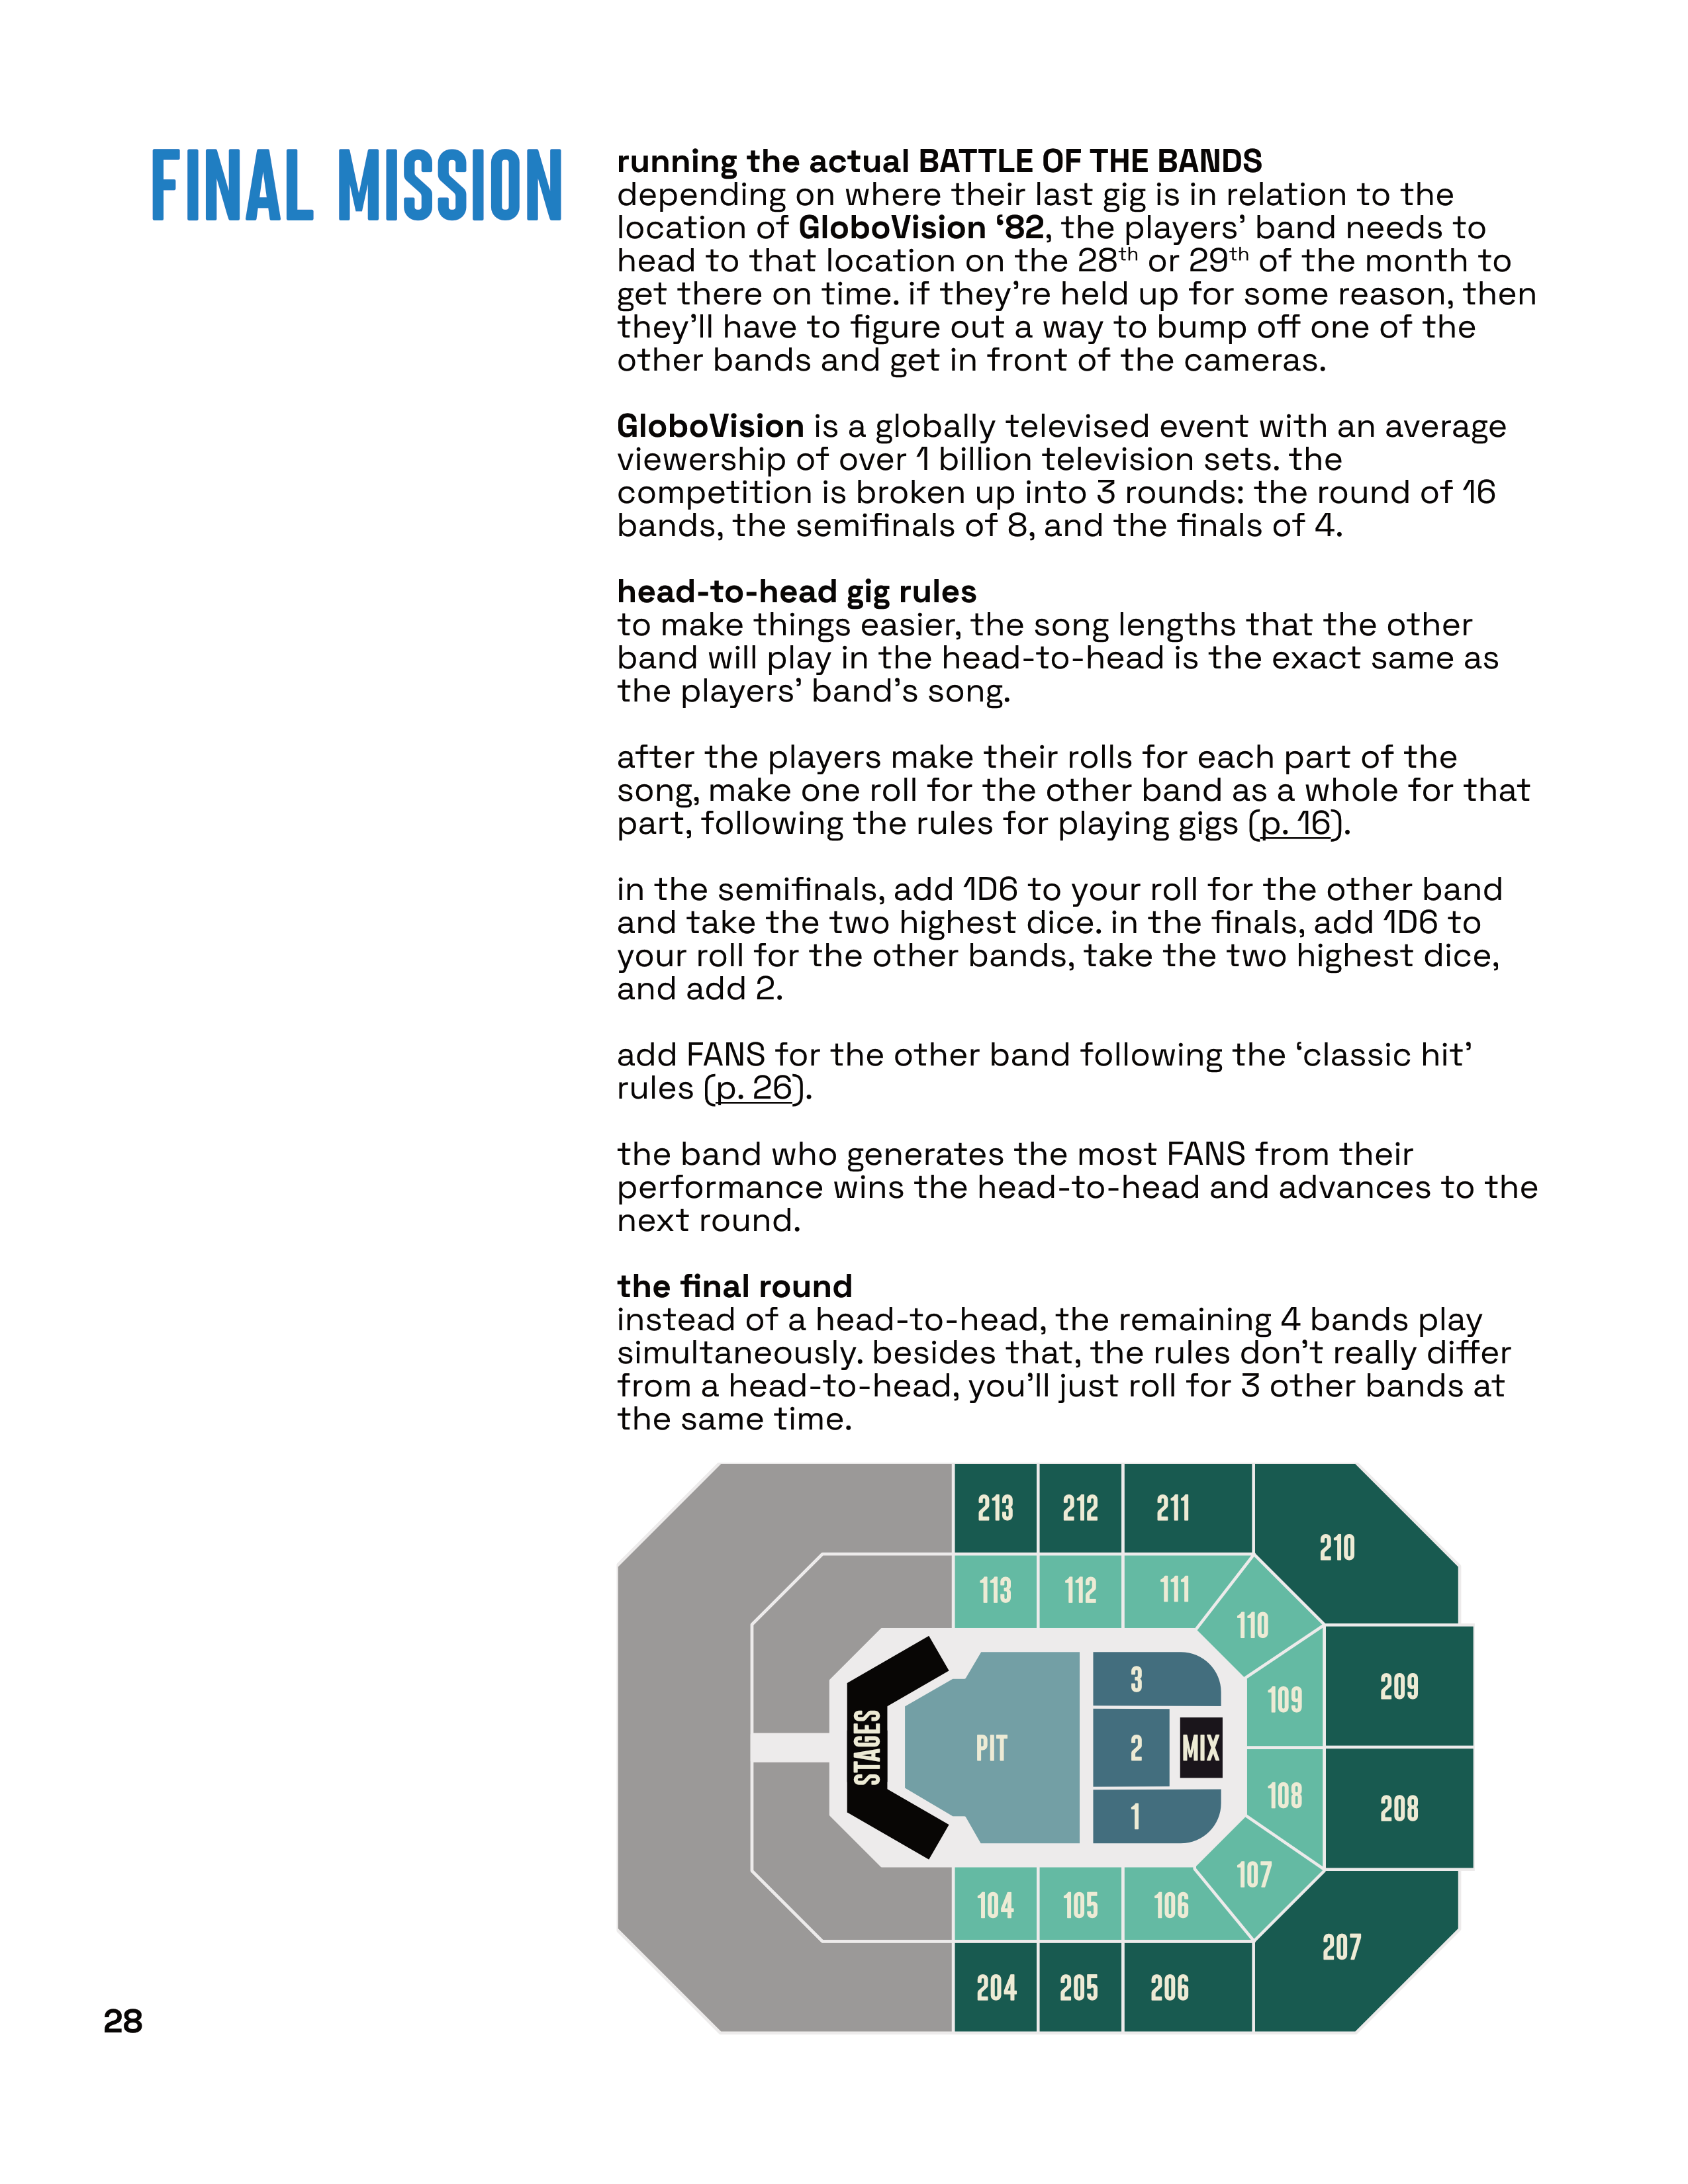 FINAL MISSION
running the actual BATTLE OF THE BANDS
depending on where their last gig is in relation to the
location of GloboVision ‘82, the players’ band needs to
head to that location on the 28th or 29th of the month to
get there on time. if they’re held up for some reason, then
they’ll have to figure out a way to bump off one of the
other bands and get in front of the cameras.
GloboVision is a globally televised event with an average
viewership of over 1 billion television sets. the
competition is broken up into 3 rounds: the round of 16
bands, the semifinals of 8, and the finals of 4.
head-to-head gig rules
to make things easier, the song lengths that the other
band will play in the head-to-head is the exact same as
the players’ band’s song.
after the players make their rolls for each part of the
song, make one roll for the other band as a whole for that
part, following the rules for playing gigs (p. 16).
in the semifinals, add 1D6 to your roll for the other band
and take the two highest dice. in the finals, add 1D6 to
your roll for the other bands, take the two highest dice,
and add 2.
add FANS for the other band following the ‘classic hit’
rules (p. 26).
the band who generates the most FANS from their
performance wins the head-to-head and advances to the
next round.
the final round
instead of a head-to-head, the remaining 4 bands play
simultaneously. besides that, the rules don’t really differ
from a head-to-head, you’ll just roll for 3 other bands at
the same time.
213 212 211
210
113 112 111
110
3
109
209
STAGES
PIT
2
MIX
108
208
1
107
104 105 106
207
204 205 206
28